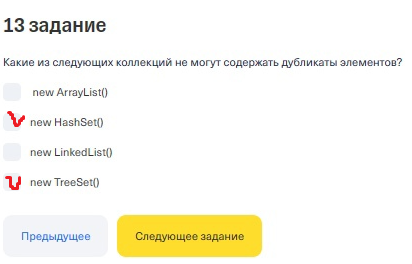 13 задание
Какие из следующих коллекций не могут содержать дубликаты элементов?
new ArrayList()
new HashSet()
new LinkedList()
new TreeSet()
Предыдущее
Следующее задание